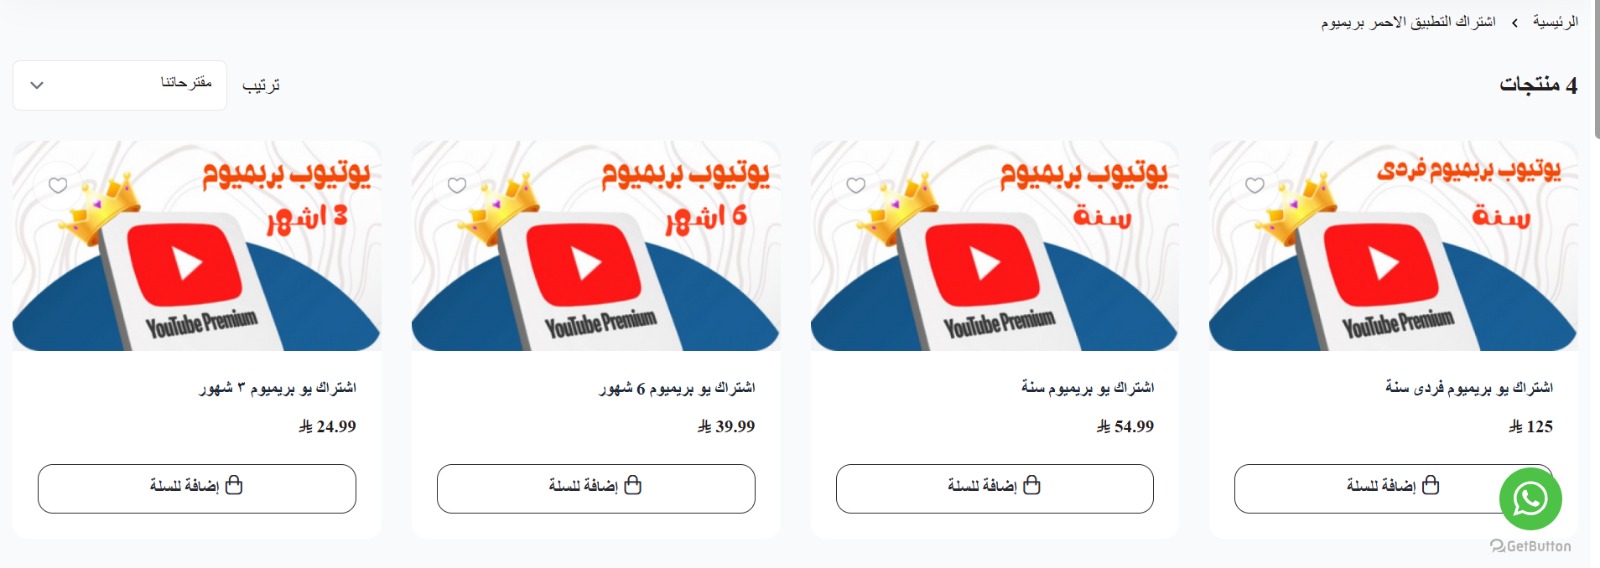 الرئيسية › اشتراك التطبيق الاحمر بريميوم
4 منتجات
ترتيب
مقترحاتنا
يوتيوب بريميوم فردى
سنة
YouTube Premium
اشتراك يو بريميوم فردى سنة
125
إضافة للسلة
يوتيوب بريميوم
سنة
YouTube Premium
اشتراك يو بريميوم سنة
54.99
إضافة للسلة
يوتيوب بريميوم
6 اشهر
YouTube Premium
اشتراك يو بريميوم 6 شهور
39.99
إضافة للسلة
يوتيوب بريميوم
3 اشهر
YouTube Premium
اشتراك يو بريميوم ٣ شهور
24.99
إضافة للسلة
GetButton